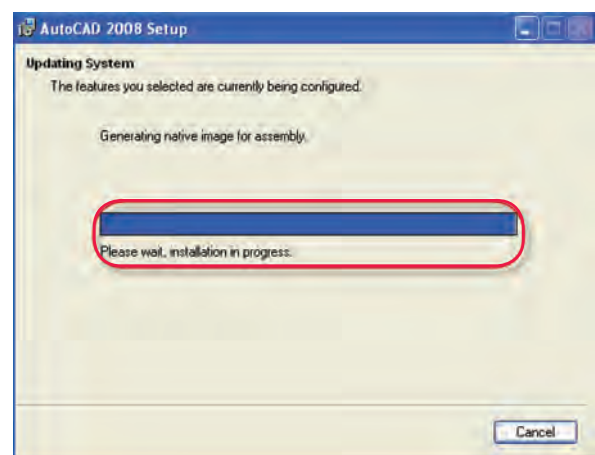 AutoCAD 2008 Setup
Updating System
The features you selected are currently being configured.
Generating native image for assembly.
Please wait, installation in progress.
Cancel